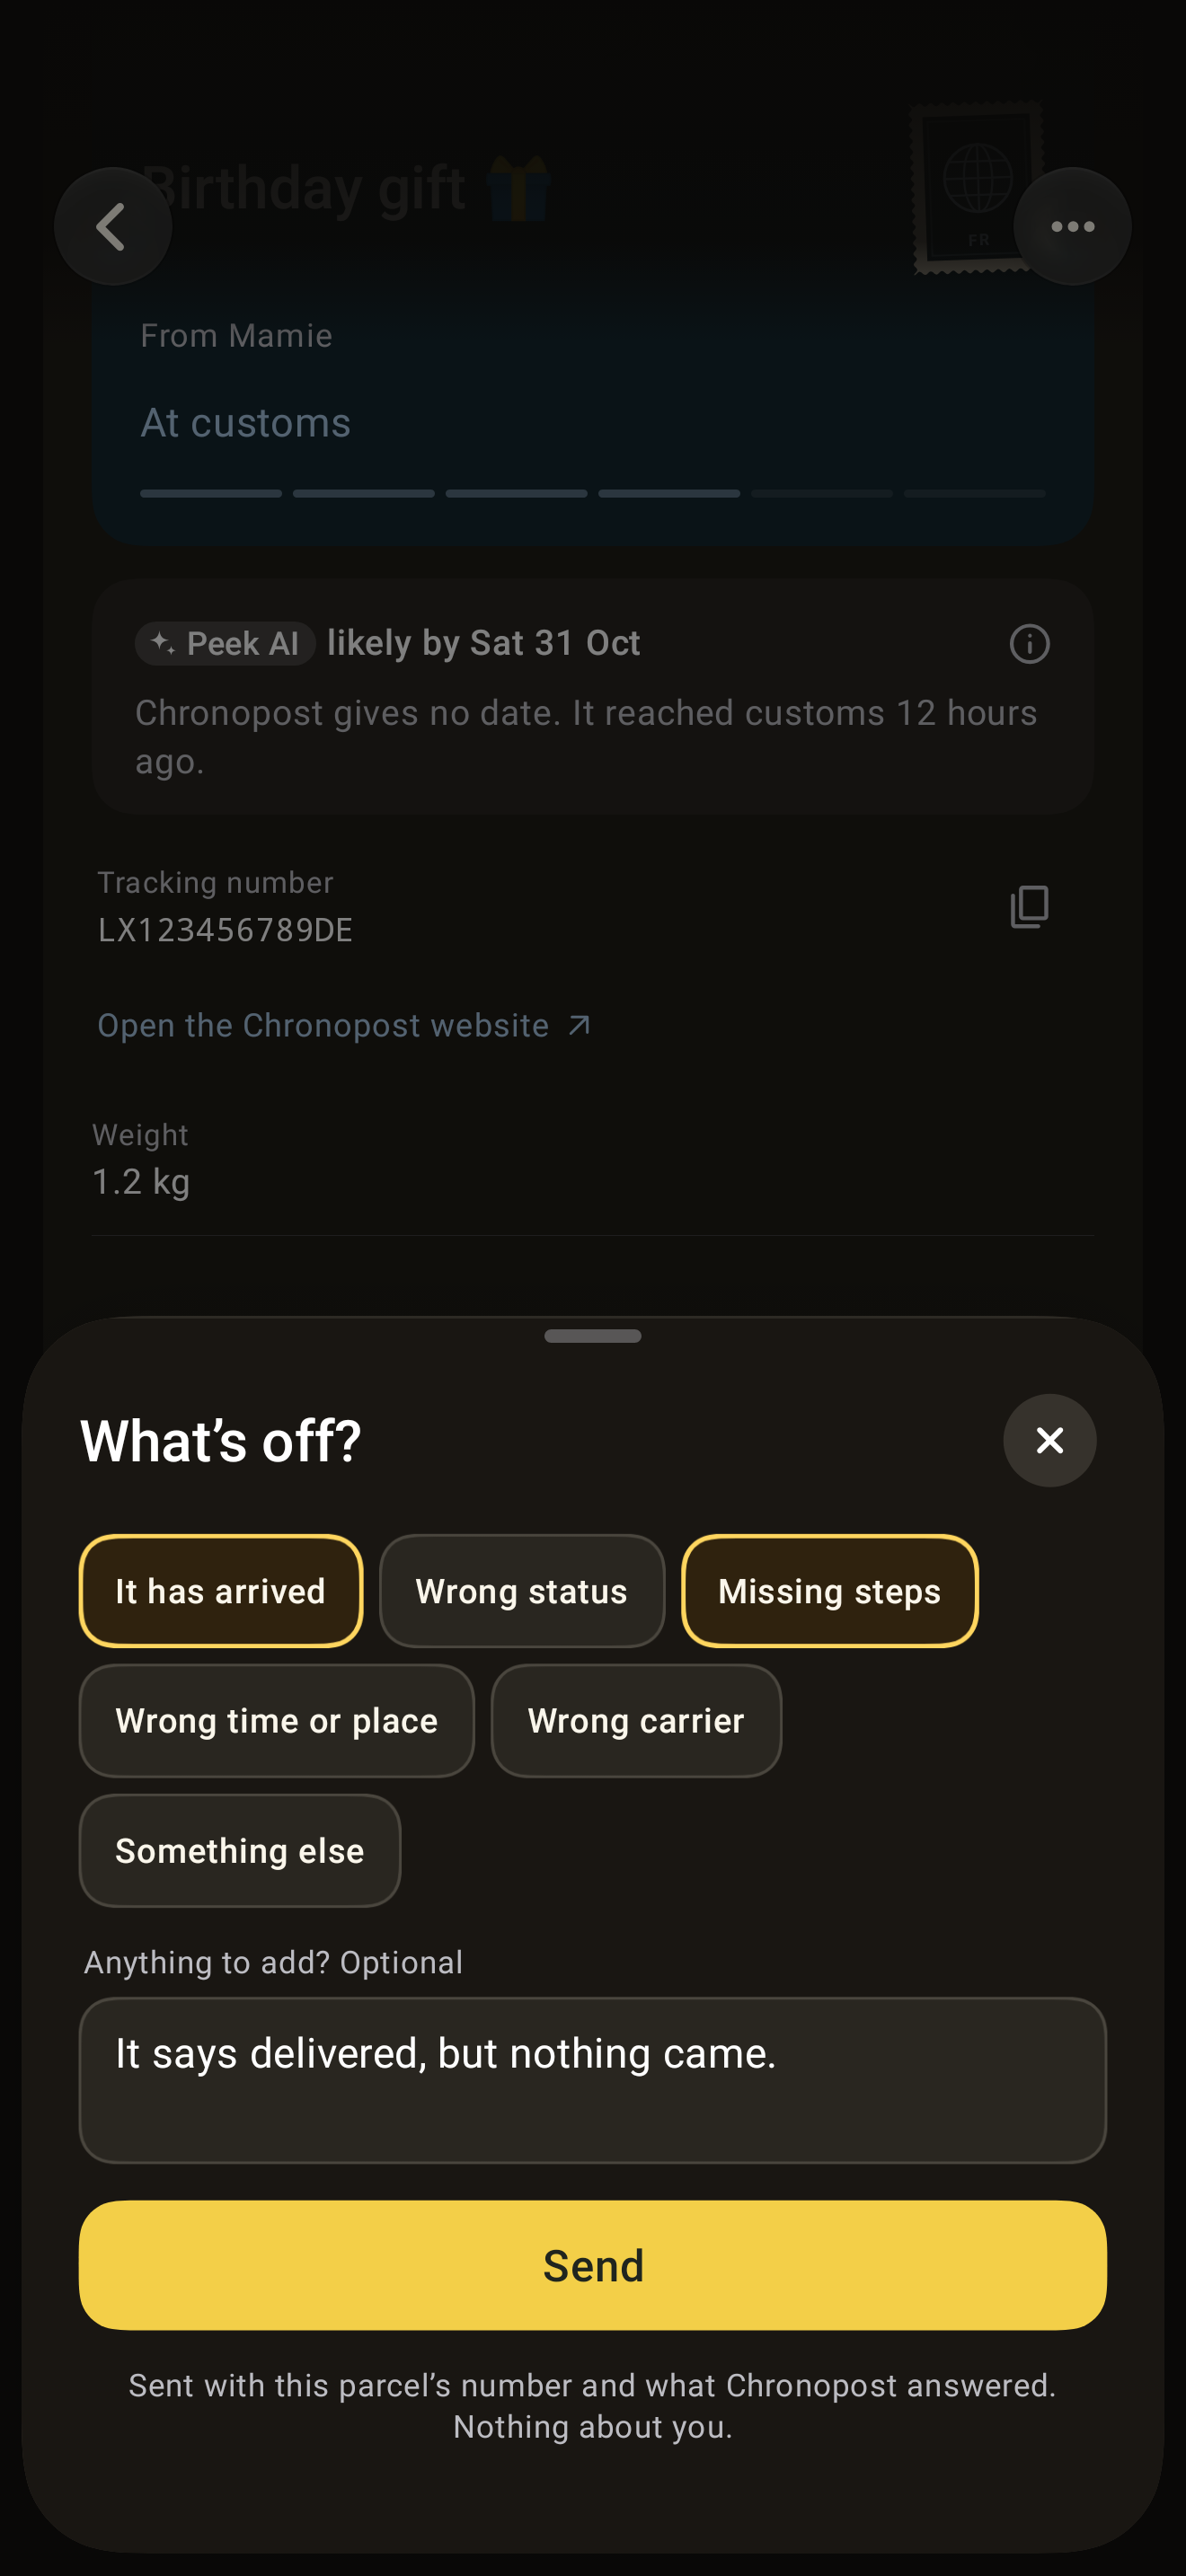 Birthday gift 🎁
FR
From Mamie
At customs
Peek AI likely by Sat 31 Oct
Chronopost gives no date. It reached customs 12 hours
ago.
Tracking number
LX123456789DE
Open the Chronopost website ↗
Weight
1.2 kg
What’s off?
It has arrived
Wrong status
Missing steps
Wrong time or place
Wrong carrier
Something else
Anything to add? Optional
It says delivered, but nothing came.
Send
Sent with this parcel’s number and what Chronopost answered.
Nothing about you.